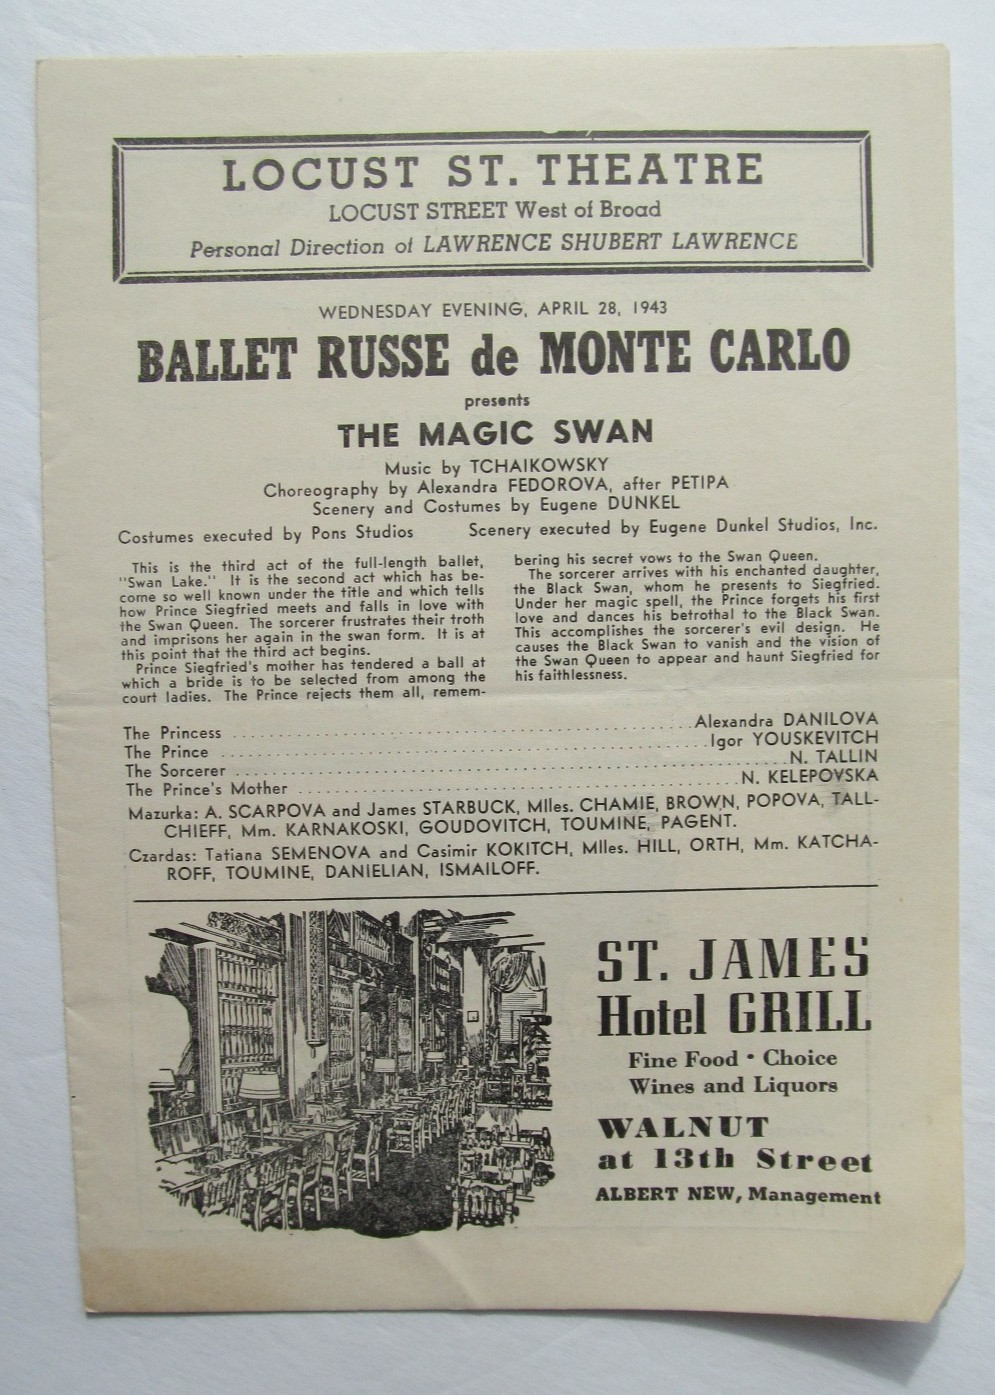 LOCUST ST. THEATRE
LOCUST STREET West of Broad
Personal Direction of LAWRENCE SHUBERT LAWRENCE
WEDNESDAY EVENING, APRIL 28, 1943
BALLET RUSSE de MONTE CARLO
presents
THE MAGIC SWAN
Music by TCHAIKOWSKY
Choreography by Alexandra FEDOROVA, after PETIPA
Scenery and Costumes by Eugene DUNKEL
Costumes executed by Pons Studios Scenery executed by Eugene Dunkel Studios, Inc.
This is the third act of the full-length ballet,
"Swan Lake." It is the second act which has be-
come so well known under the title and which tells
how Prince Siegfried meets and falls in love with
the Swan Queen. The sorcerer frustrates their troth
and imprisons her again in the swan form. It is at
this point that the third act begins.
Prince Siegfried's mother has tendered a ball at
which a bride is to be selected from among the
court ladies. The Prince rejects them all, remem-
bering his secret vows to the Swan Queen.
The sorcerer arrives with his enchanted daughter,
the Black Swan, whom he presents to Siegfried.
Under her magic spell, the Prince forgets his first
love and dances his betrothal to the Black Swan.
This accomplishes the sorcerer's evil design. He
causes the Black Swan to vanish and the vision of
the Swan Queen to appear and haunt Siegfried for
his faithlessness.
The Princess ........................................ Alexandra DANILOVA
The Prince ........................................ Igor YOUSKEVITCH
The Sorcerer ........................................ N. TALLIN
The Prince's Mother ........................................ N. KELEPOVSKA
Mazurka: A. SCARPOVA and James STARBUCK, Mlles. CHAMIE, BROWN, POPOVA, TALL-
CHIEFF, Mm. KARNAKOSKI, GOUDOVITCH, TOUMINE, PAGENT.
Czardas: Tatiana SEMENOVA and Casimir KOKITCH, Mlles. HILL, ORTH, Mm. KATCHA-
ROFF, TOUMINE, DANIELIAN, ISMAILOFF.
ST. JAMES
Hotel GRILL
Fine Food • Choice
Wines and Liquors
WALNUT
at 13th Street
ALBERT NEW, Management